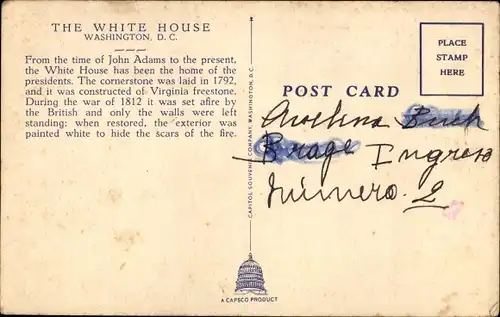 THE WHITE HOUSE
WASHINGTON, D. C.
From the time of John Adams to the present,
the White House has been the home of the
presidents. The cornerstone was laid in 1792,
and it was constructed of Virginia freestone.
During the war of 1812 it was set afire by
the British and only the walls were left
standing; when restored, the exterior was
painted white to hide the scars of the fire.
CAPITOL SOUVENIR COMPANY, WASHINGTON, D.C.
A CAPSCO PRODUCT
PLACE
STAMP
HERE
POST CARD
Avelina
Brage Ingreso
Número 2